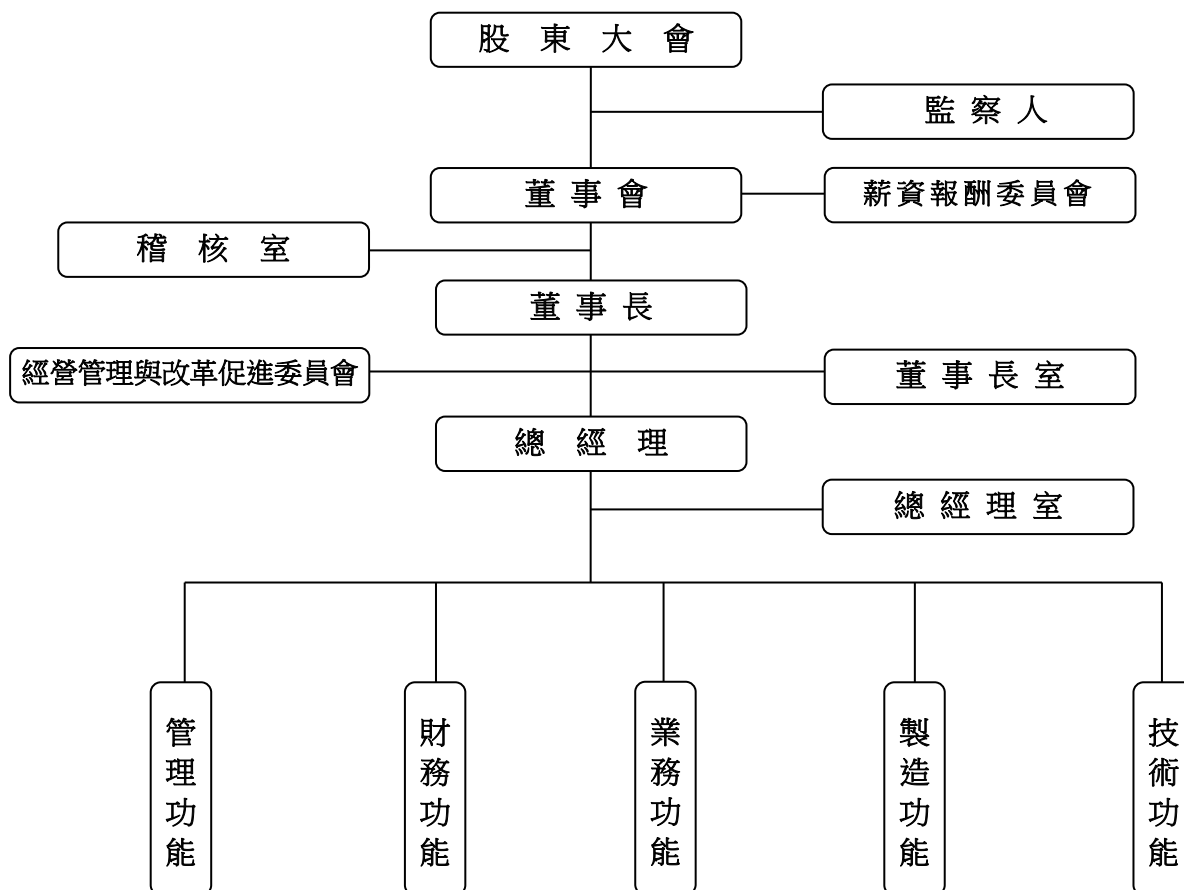 股東大會
監察人
董事會
薪資報酬委員會
稽核室
董事長
經營管理與改革促進委員會
董事長室
總經理
總經理室
管理功能
財務功能
業務功能
製造功能
技術功能